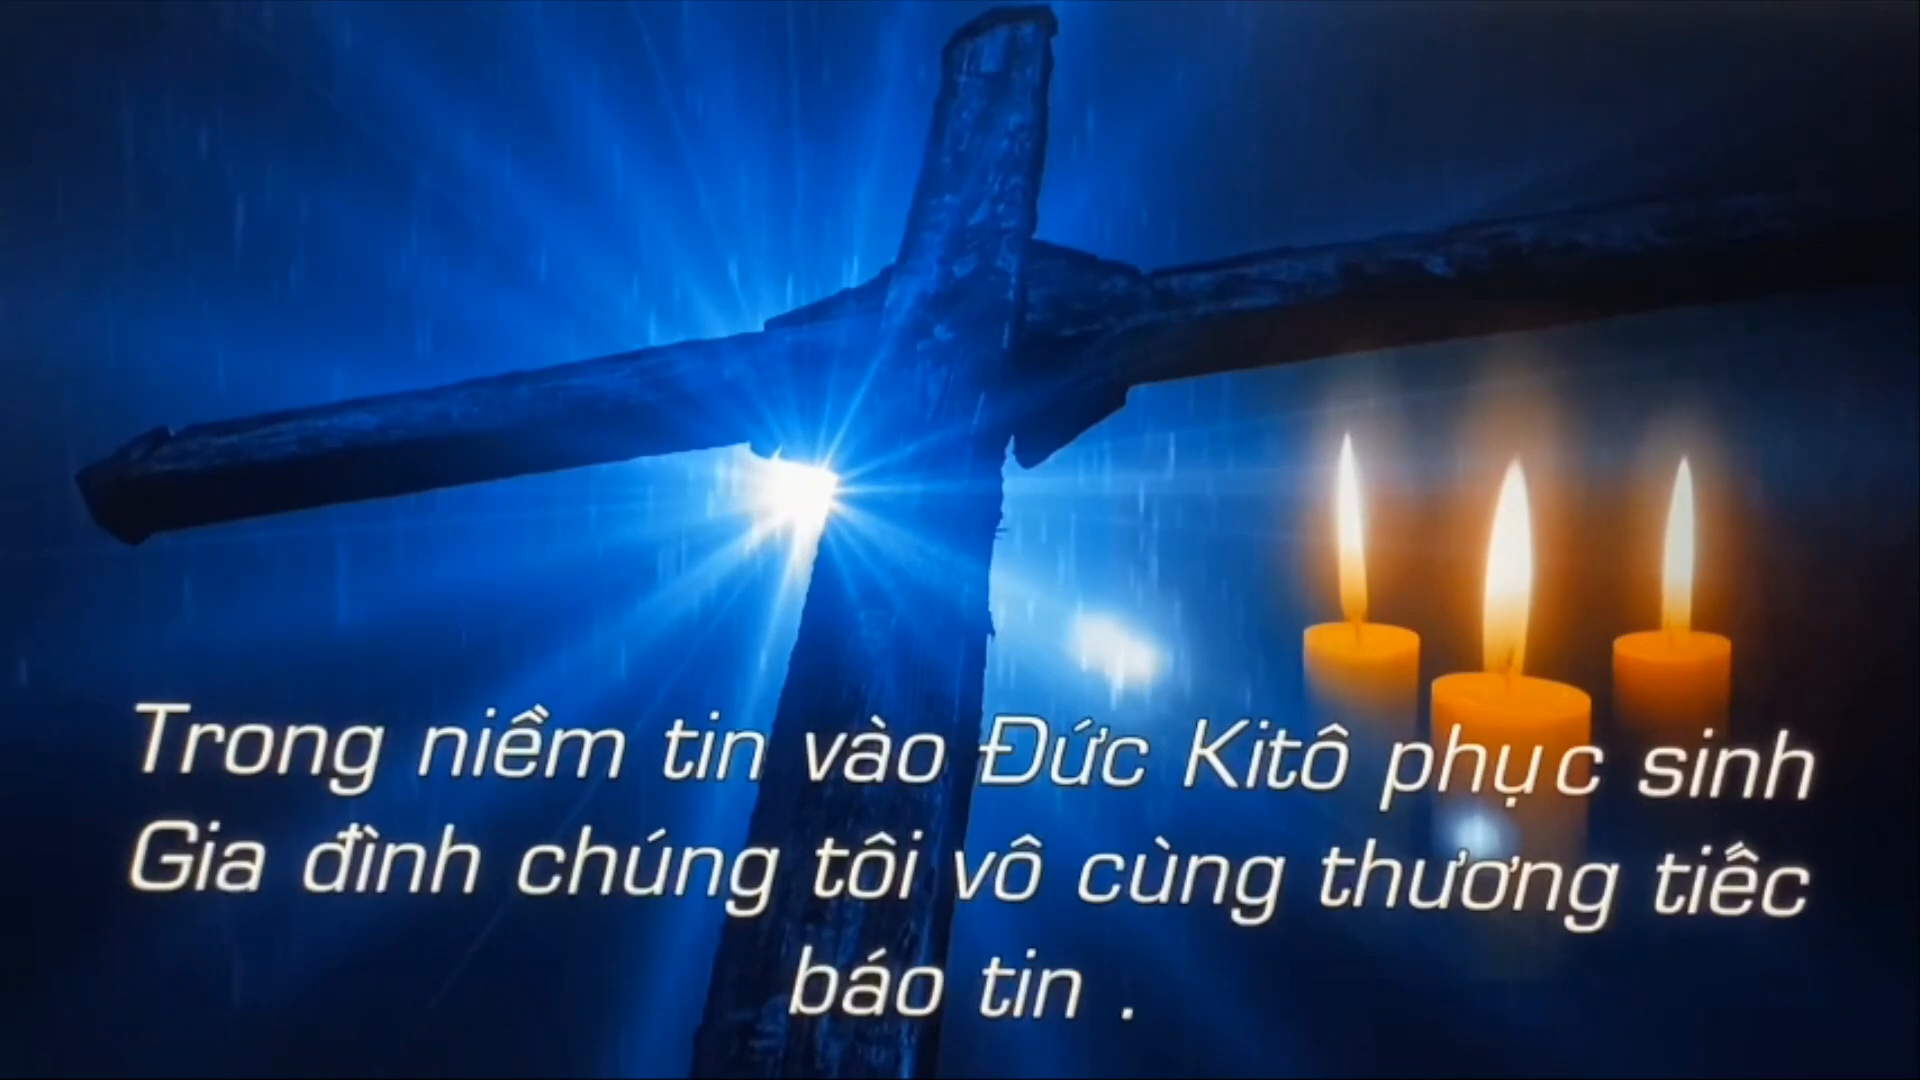 Trong niềm tin vào Đức Kitô phục sinh
Gia đình chúng tôi vô cùng thương tiếc
báo tin .